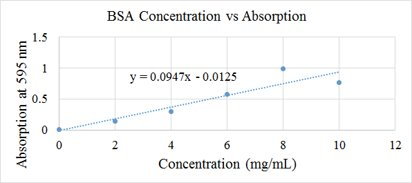 BSA Concentration vs Absorption
Absorption at 595 nm
1.5
1
0.5
0
y = 0.0947x - 0.0125
0 2 4 6 8 10 12
Concentration (mg/mL)